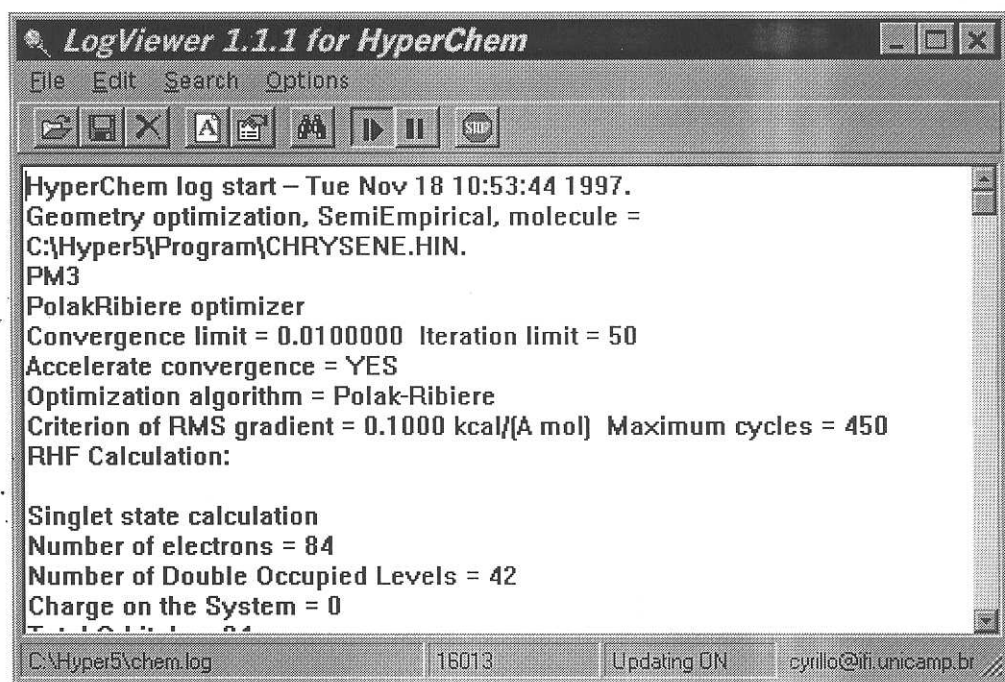 LogViewer 1.1.1 for HyperChem
File Edit Search Options
A STOP
HyperChem log start – Tue Nov 18 10:53:44 1997.
Geometry optimization, SemiEmpirical, molecule =
C:\Hyper5\Program\CHRYSENE.HIN.
PM3
PolakRibiere optimizer
Convergence limit = 0.0100000 Iteration limit = 50
Accelerate convergence = YES
Optimization algorithm = Polak-Ribiere
Criterion of RMS gradient = 0.1000 kcal/(A mol) Maximum cycles = 450
RHF Calculation:
Singlet state calculation
Number of electrons = 84
Number of Double Occupied Levels = 42
Charge on the System = 0
C:\Hyper5\chem.log 16013 Updating ON cyrillo@ifi.unicamp.br